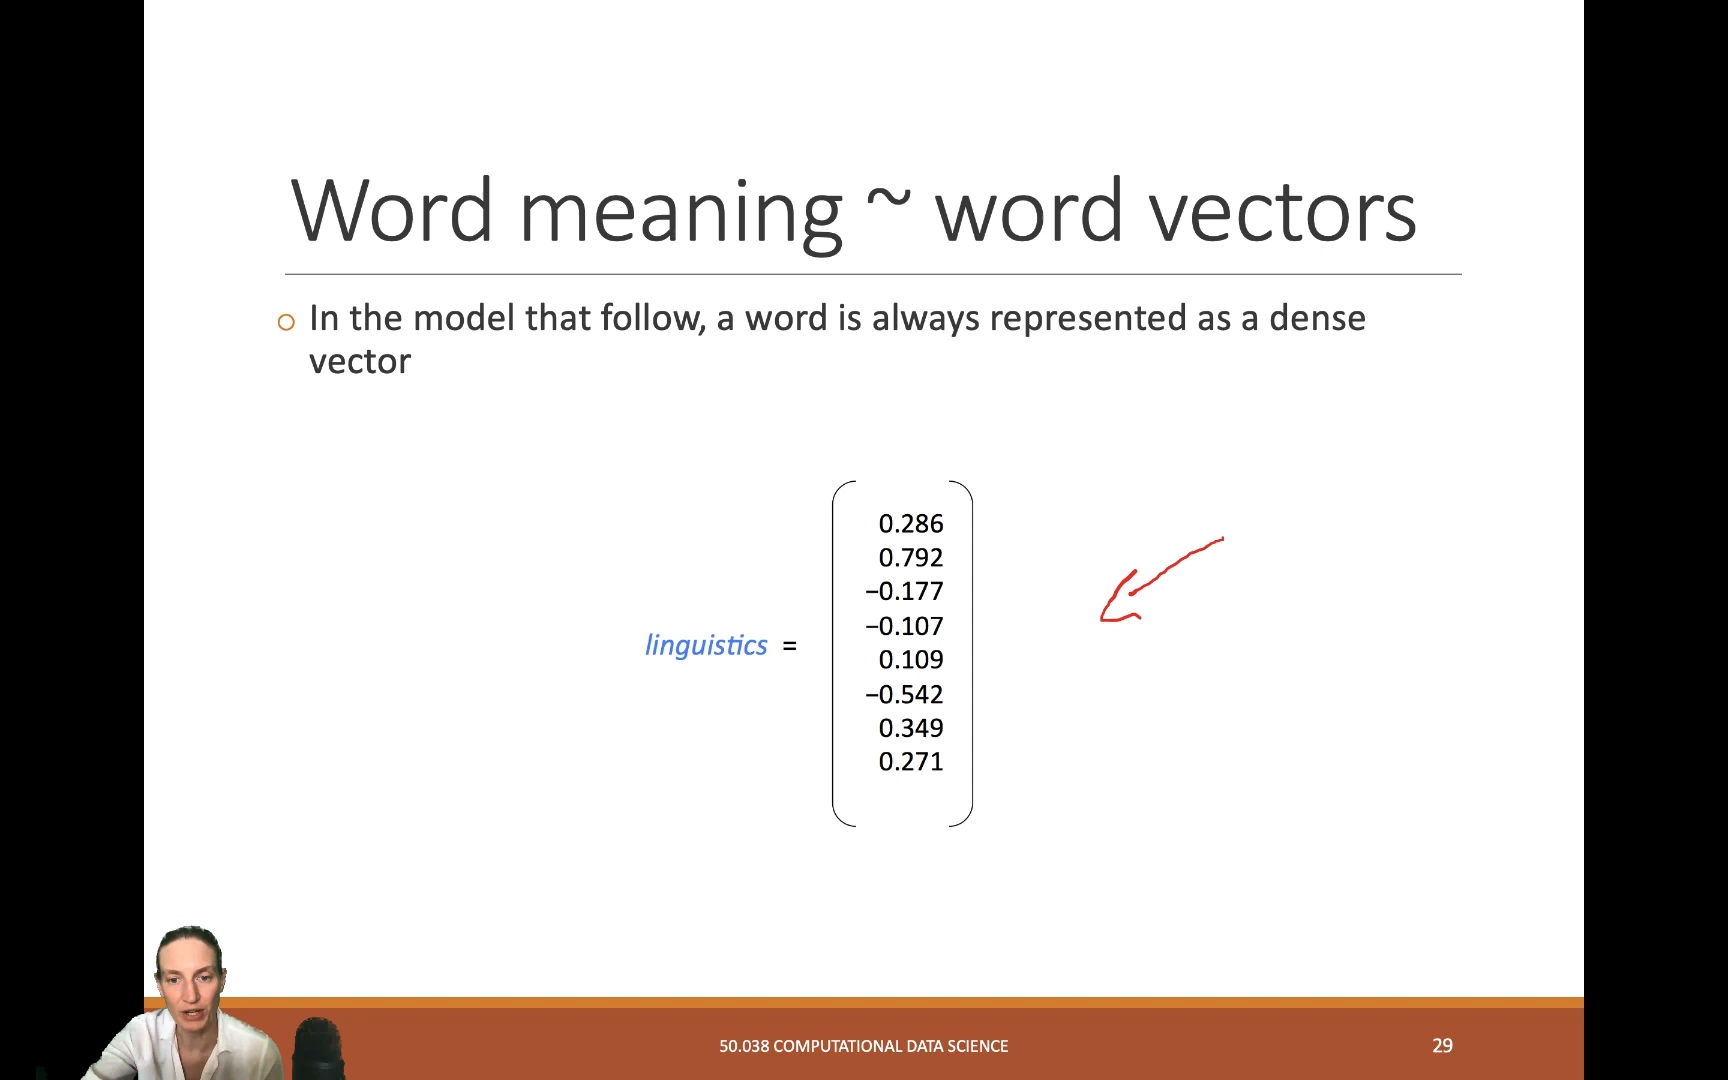 Word meaning ~ word vectors
In the model that follow, a word is always represented as a dense
vector
0.286
0.792
−0.177
−0.107
linguistics =
0.109
−0.542
0.349
0.271
50.038 COMPUTATIONAL DATA SCIENCE
29